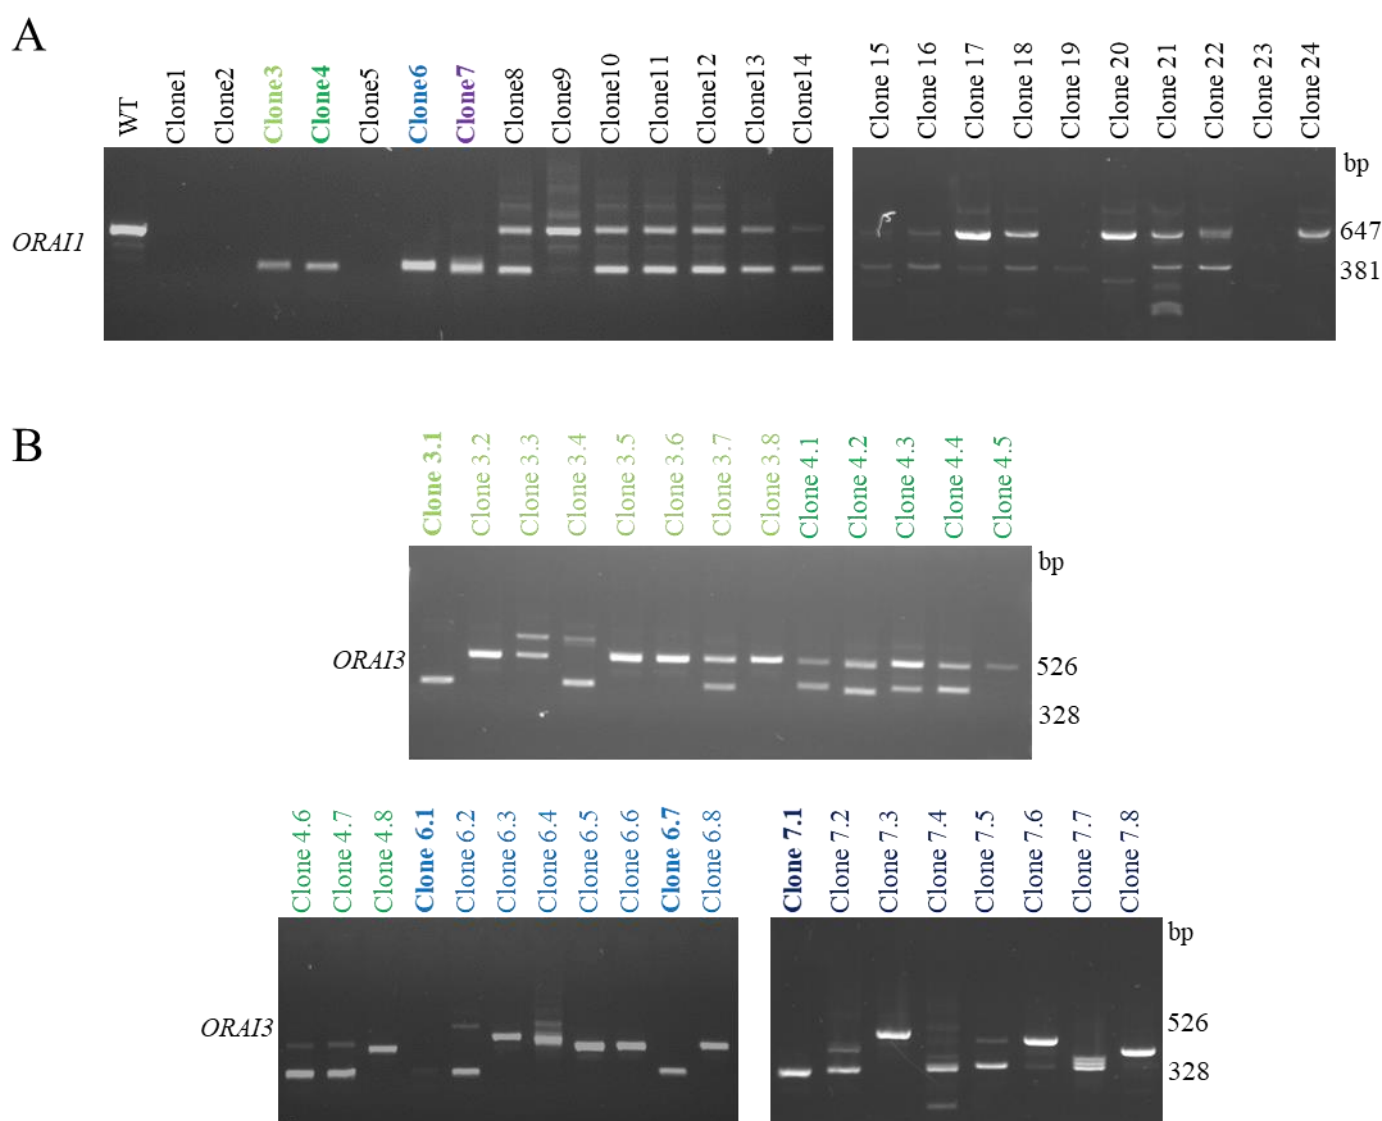 A
WT
Clone1
Clone2
Clone3
Clone4
Clone5
Clone6
Clone7
Clone8
Clone9
Clone10
Clone11
Clone12
Clone13
Clone14
Clone 15
Clone 16
Clone 17
Clone 18
Clone 19
Clone 20
Clone 21
Clone 22
Clone 23
Clone 24
bp
ORAI1
647
381
B
Clone 3.1
Clone 3.2
Clone 3.3
Clone 3.4
Clone 3.5
Clone 3.6
Clone 3.7
Clone 3.8
Clone 4.1
Clone 4.2
Clone 4.3
Clone 4.4
Clone 4.5
bp
ORAI3
526
328
Clone 4.6
Clone 4.7
Clone 4.8
Clone 6.1
Clone 6.2
Clone 6.3
Clone 6.4
Clone 6.5
Clone 6.6
Clone 6.7
Clone 6.8
Clone 7.1
Clone 7.2
Clone 7.3
Clone 7.4
Clone 7.5
Clone 7.6
Clone 7.7
Clone 7.8
bp
ORAI3
526
328